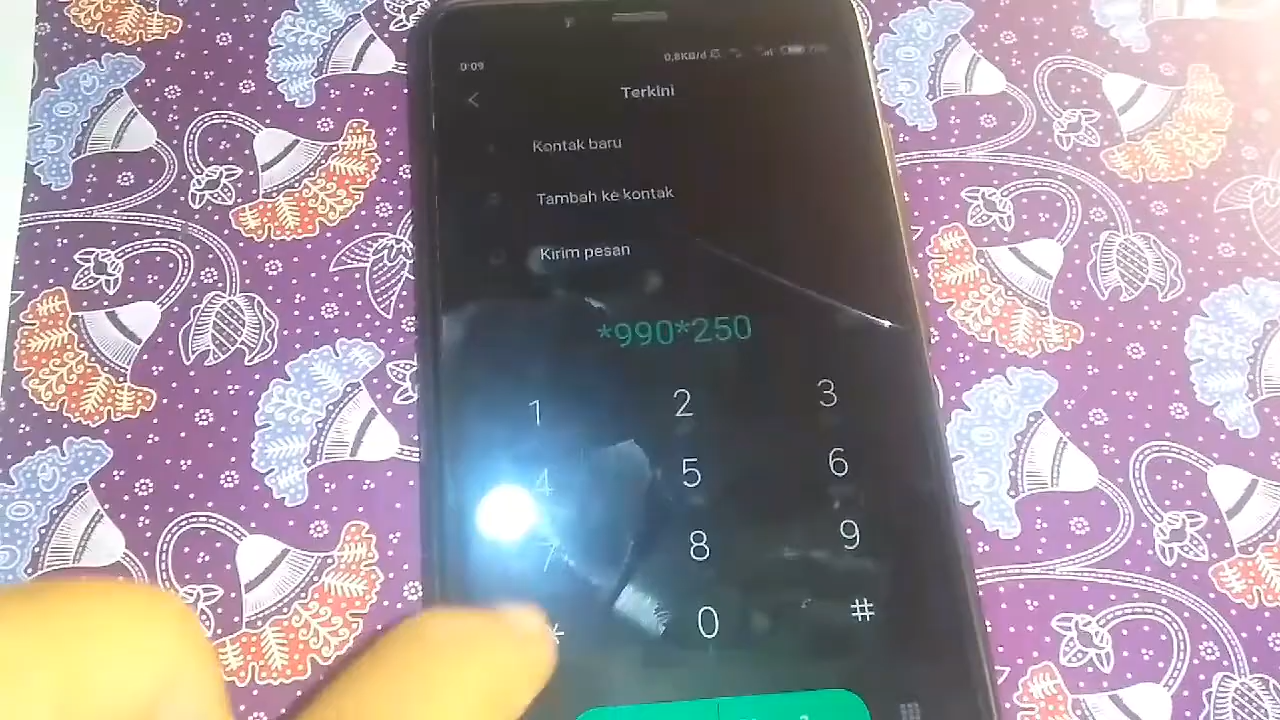 0:09
0,8KB/d
Terkini
Kontak baru
Tambah ke kontak
Kirim pesan
*990*250
1 2 3
4 5 6
7 8 9
* 0 #